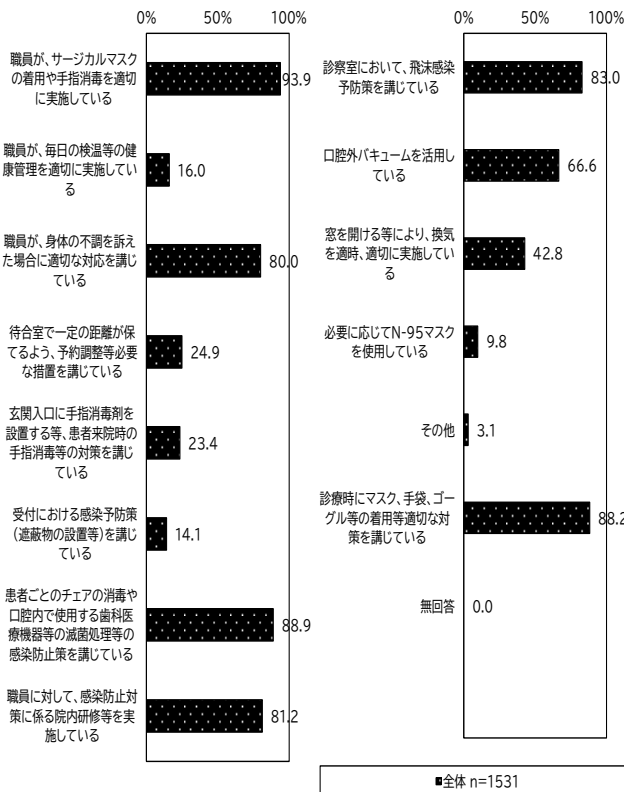 0% 50% 100%
職員が、サージカルマスク
の着用や手指消毒を適切
に実施している
93.9
職員が、毎日の検温等の健
康管理を適切に実施してい
る
16.0
職員が、身体の不調を訴え
た場合に適切な対応を講じ
ている
80.0
待合室で一定の距離が保
てるよう、予約調整等必要
な措置を講じている
24.9
玄関入口に手指消毒剤を
設置する等、患者来院時の
手指消毒等の対策を講じ
ている
23.4
受付における感染予防策
（遮蔽物の設置等）を講じ
ている
14.1
患者ごとのチェアの消毒や
口腔内で使用する歯科医
療機器等の滅菌処理等の
感染防止策を講じている
88.9
職員に対して、感染防止対
策に係る院内研修等を実
施している
81.2
0% 50% 100%
診察室において、飛沫感染
予防策を講じている
83.0
口腔外バキュームを活用し
ている
66.6
窓を開ける等により、換気
を適時、適切に実施してい
る
42.8
必要に応じてN-95マスク
を使用している
9.8
その他
3.1
診療時にマスク、手袋、ゴー
グル等の着用等適切な対
策を講じている
88.2
無回答
0.0
■全体 n=1531